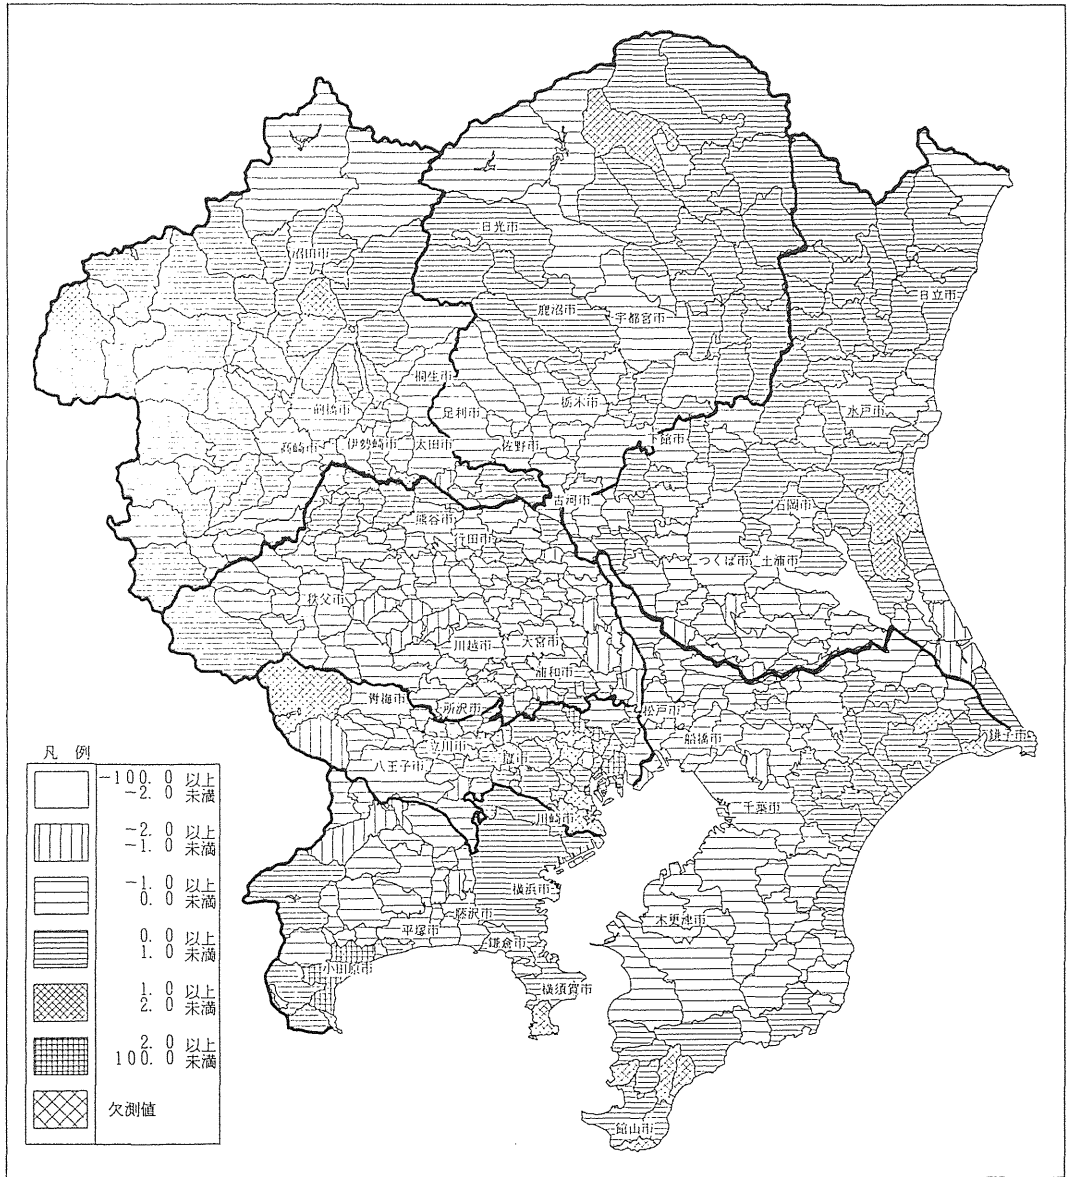 日光市
沼田市
日立市
鹿沼市
宇都宮市
桐生市
前橋市
足利市
栃木市
水戸市
高崎市
伊勢崎市
太田市
佐野市
下館市
古河市
石岡市
熊谷市
行田市
つくば市
土浦市
秩父市
川越市
大宮市
浦和市
青梅市
所沢市
松戸市
船橋市
銚子市
立川市
八王子市
千葉市
川崎市
横浜市
木更津市
藤沢市
平塚市
鎌倉市
小田原市
横須賀市
館山市
凡 例
-100.0 以上
-2.0 未満
-2.0 以上
-1.0 未満
-1.0 以上
0.0 未満
0.0 以上
1.0 未満
1.0 以上
2.0 未満
2.0 以上
100.0 未満
欠測値